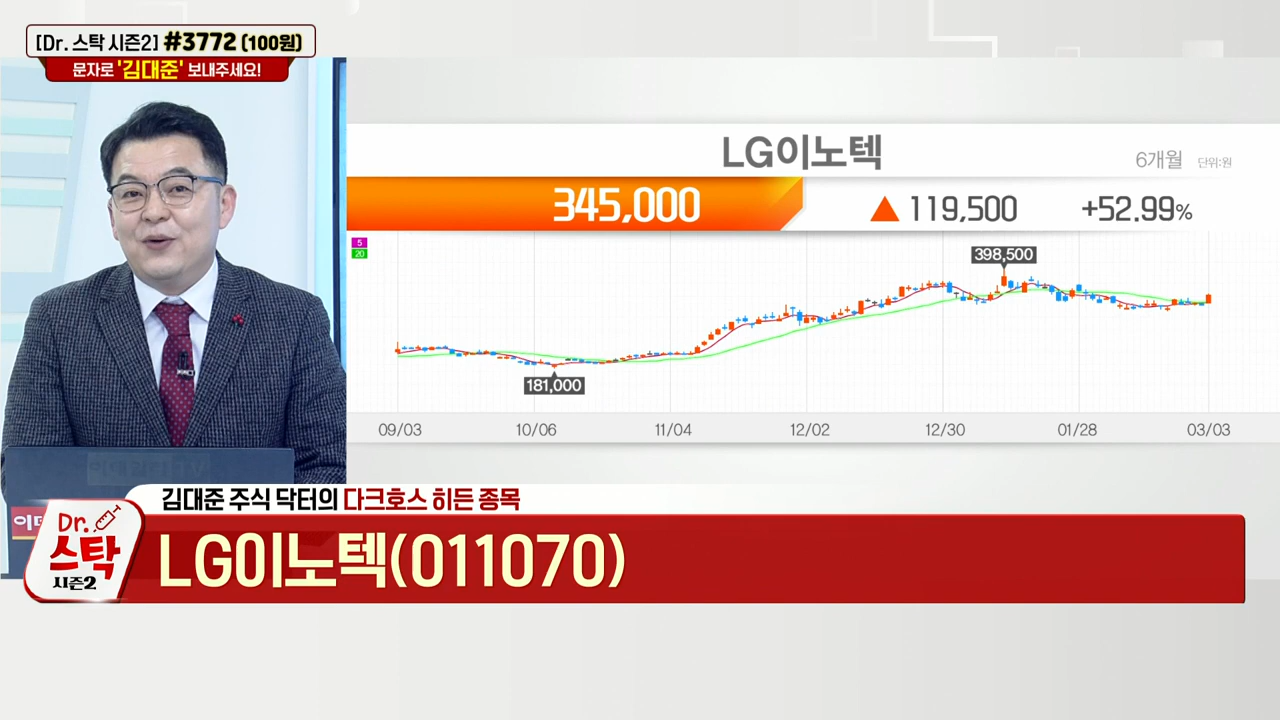 [Dr. 스탁 시즌2] #3772 (100원)
문자로 '김대준' 보내주세요!
LG이노텍
6개월 단위:원
345,000 ▲ 119,500 +52.99%
5
20
398,500
181,000
09/03 10/06 11/04 12/02 12/30 01/28 03/03
김대준 주식 닥터의 다크호스 히든 종목
Dr.
스탁
시즌2
LG이노텍(011070)